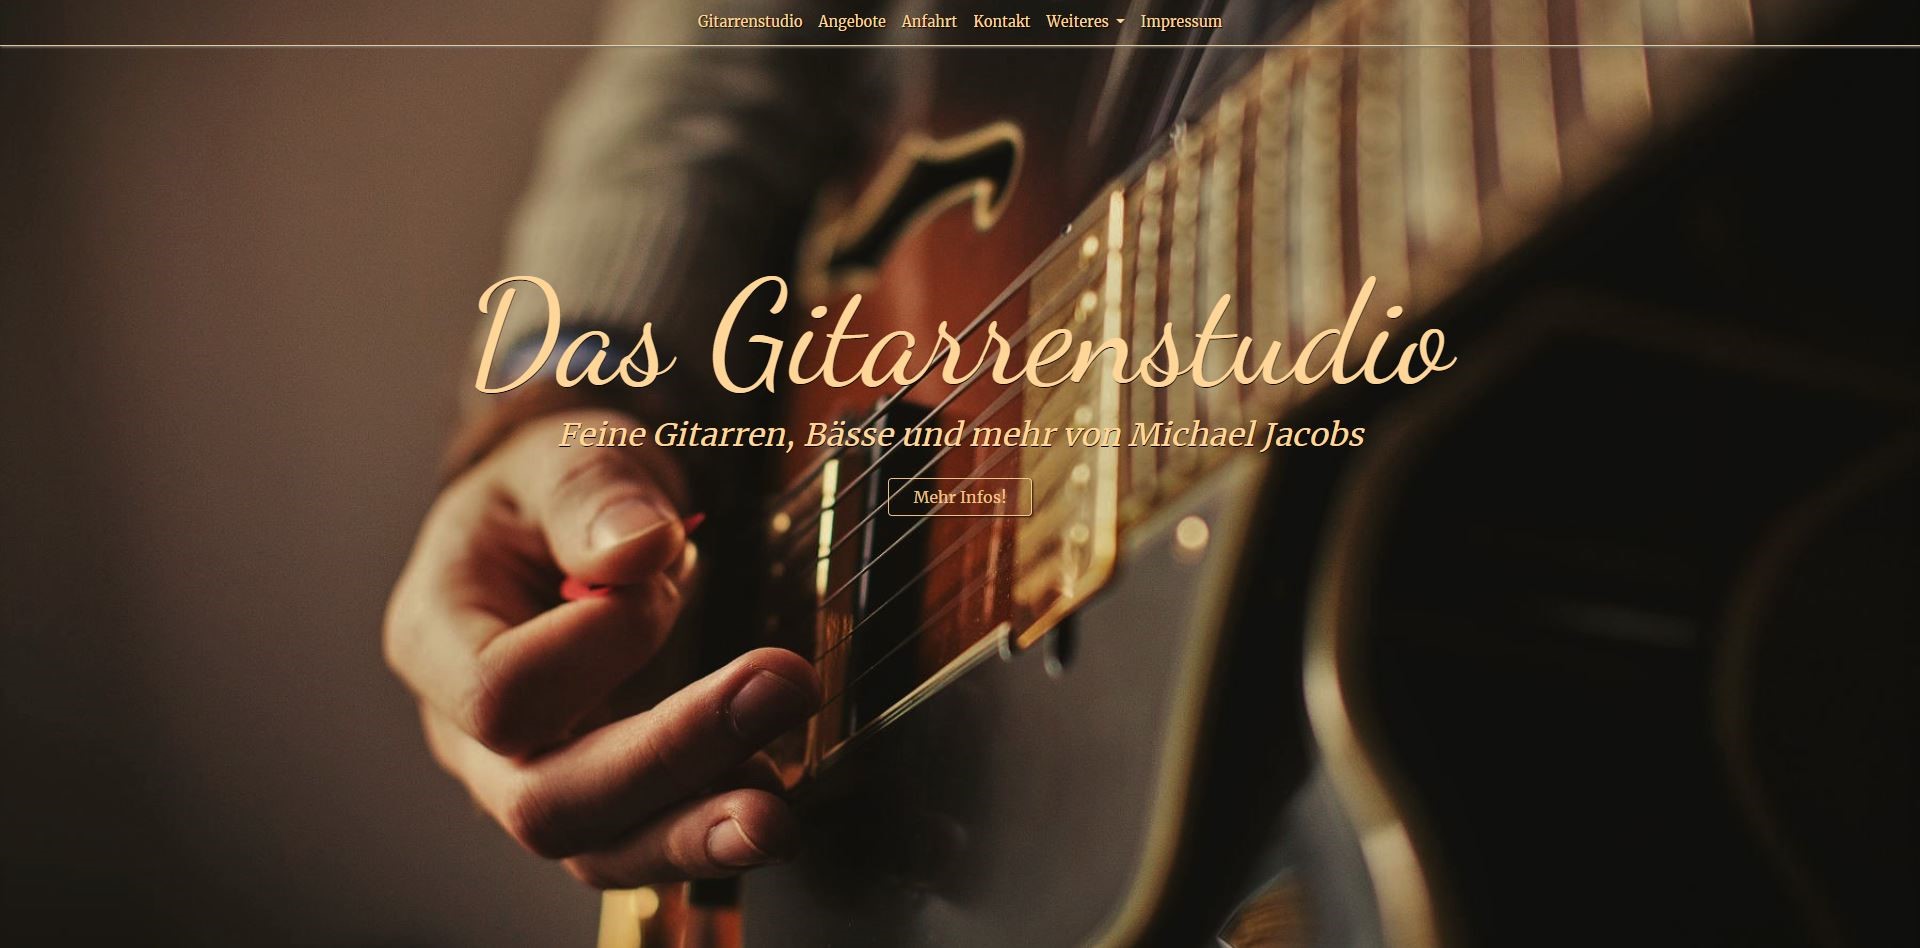 Gitarrenstudio Angebote Anfahrt Kontakt Weiteres Impressum
Das Gitarrenstudio
Feine Gitarren, Bässe und mehr von Michael Jacobs
Mehr Infos!